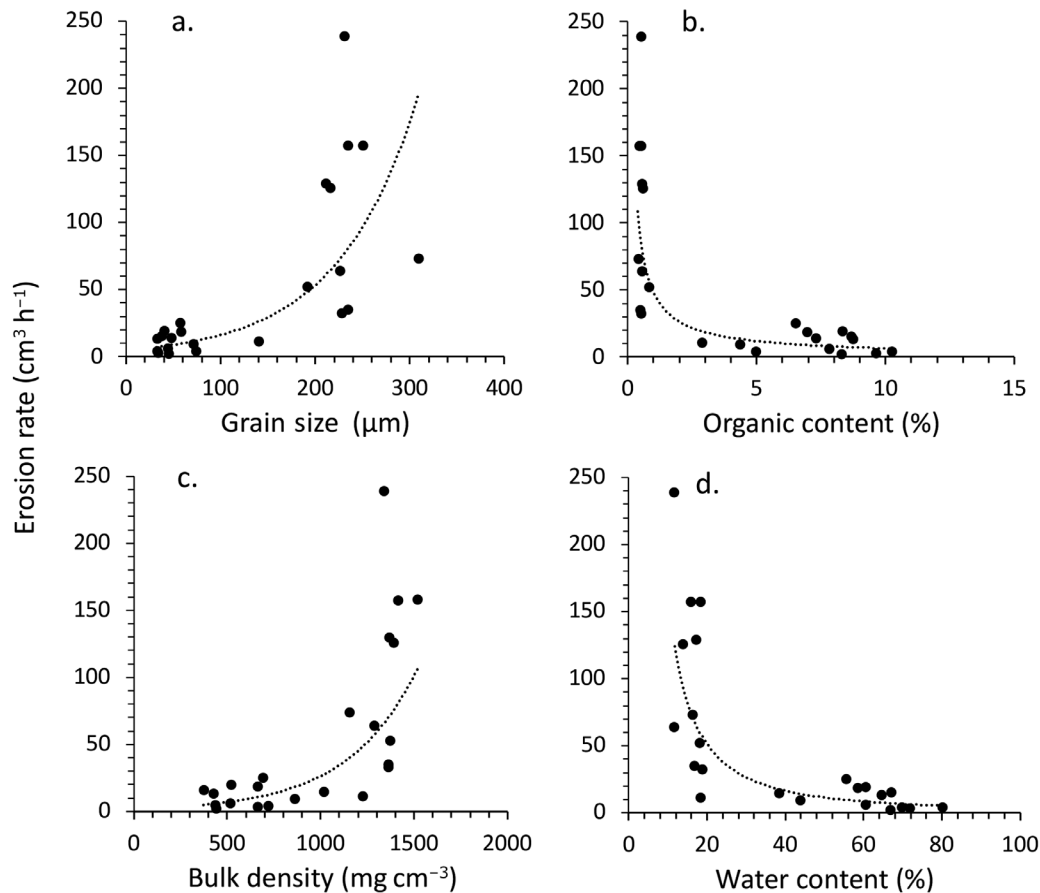 a.
250
200
150
100
50
0
0 100 200 300 400
Grain size (µm)
b.
250
200
150
100
50
0
0 5 10 15
Organic content (%)
Erosion rate (cm³ h⁻¹)
c.
250
200
150
100
50
0
0 500 1000 1500 2000
Bulk density (mg cm⁻³)
d.
250
200
150
100
50
0
0 20 40 60 80 100
Water content (%)